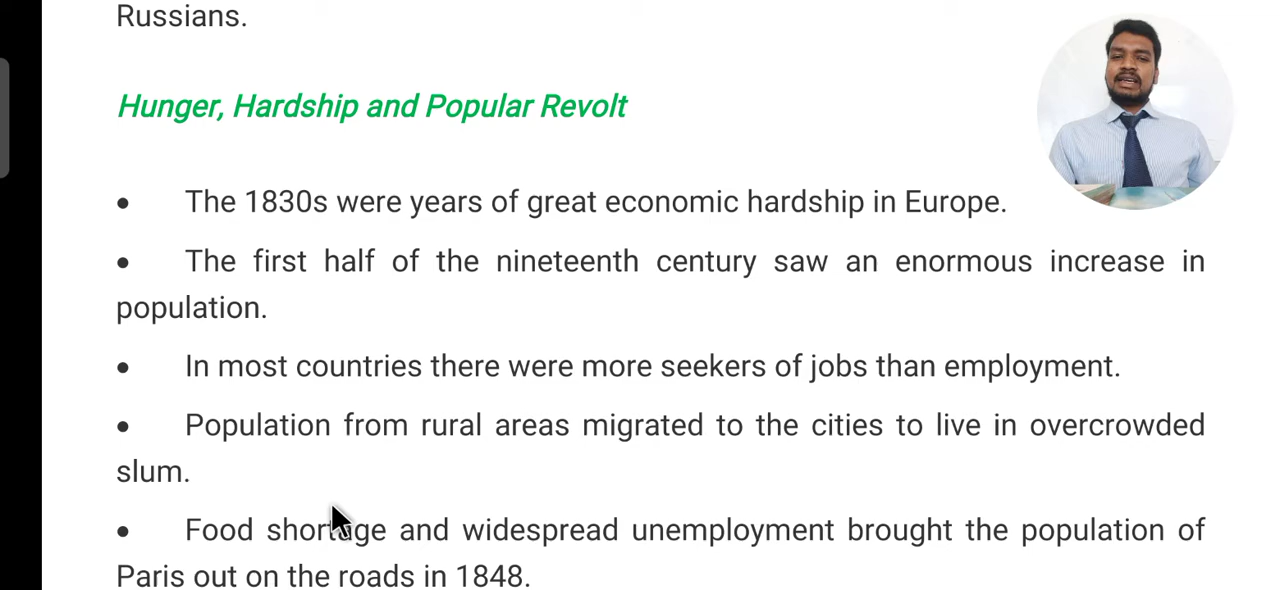 Russians.
Hunger, Hardship and Popular Revolt
• The 1830s were years of great economic hardship in Europe.
• The first half of the nineteenth century saw an enormous increase in
population.
• In most countries there were more seekers of jobs than employment.
• Population from rural areas migrated to the cities to live in overcrowded
slum.
• Food shortage and widespread unemployment brought the population of
Paris out on the roads in 1848.